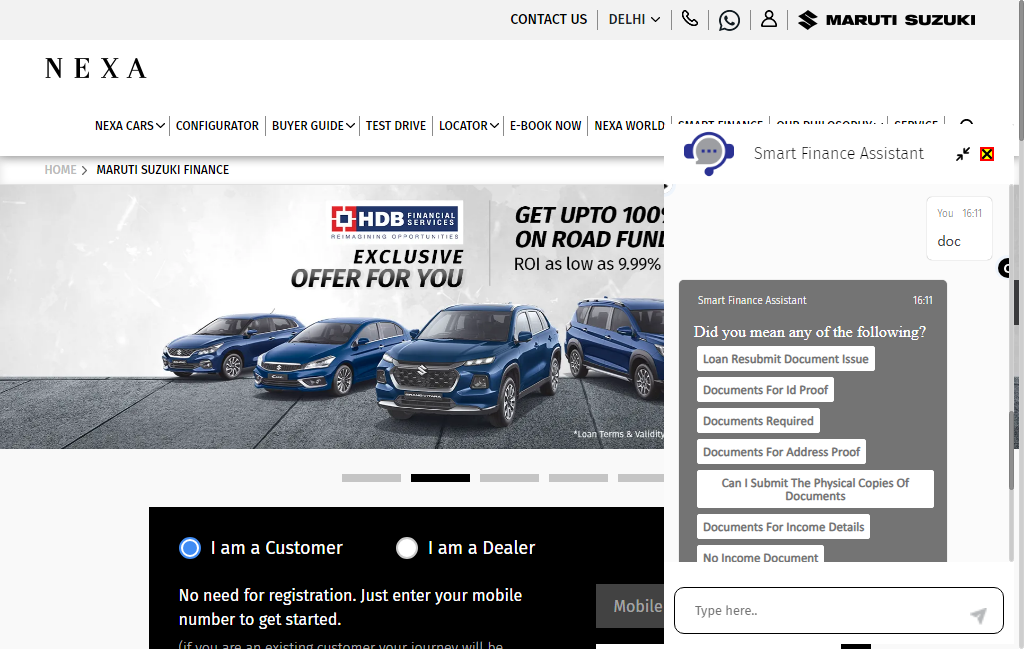 CONTACT US
DELHI
MARUTI SUZUKI
NEXA
NEXA CARS
CONFIGURATOR
BUYER GUIDE
TEST DRIVE
LOCATOR
E-BOOK NOW
NEXA WORLD
SMART FINANCE
OUR PHILOSOPHY
SERVICE
HOME
MARUTI SUZUKI FINANCE
HDB FINANCIAL SERVICES
REIMAGINING OPPORTUNITIES
EXCLUSIVE
OFFER FOR YOU
GET UPTO 100%
ON ROAD FUN
ROI as low as 9.99%
*Loan Terms & Validity
I am a Customer
I am a Dealer
No need for registration. Just enter your mobile
number to get started.
(if you are an existing customer your journey will be
Mobile
Smart Finance Assistant
You 16:11
doc
Smart Finance Assistant 16:11
Did you mean any of the following?
Loan Resubmit Document Issue
Documents For Id Proof
Documents Required
Documents For Address Proof
Can I Submit The Physical Copies Of
Documents
Documents For Income Details
No Income Document
Type here..